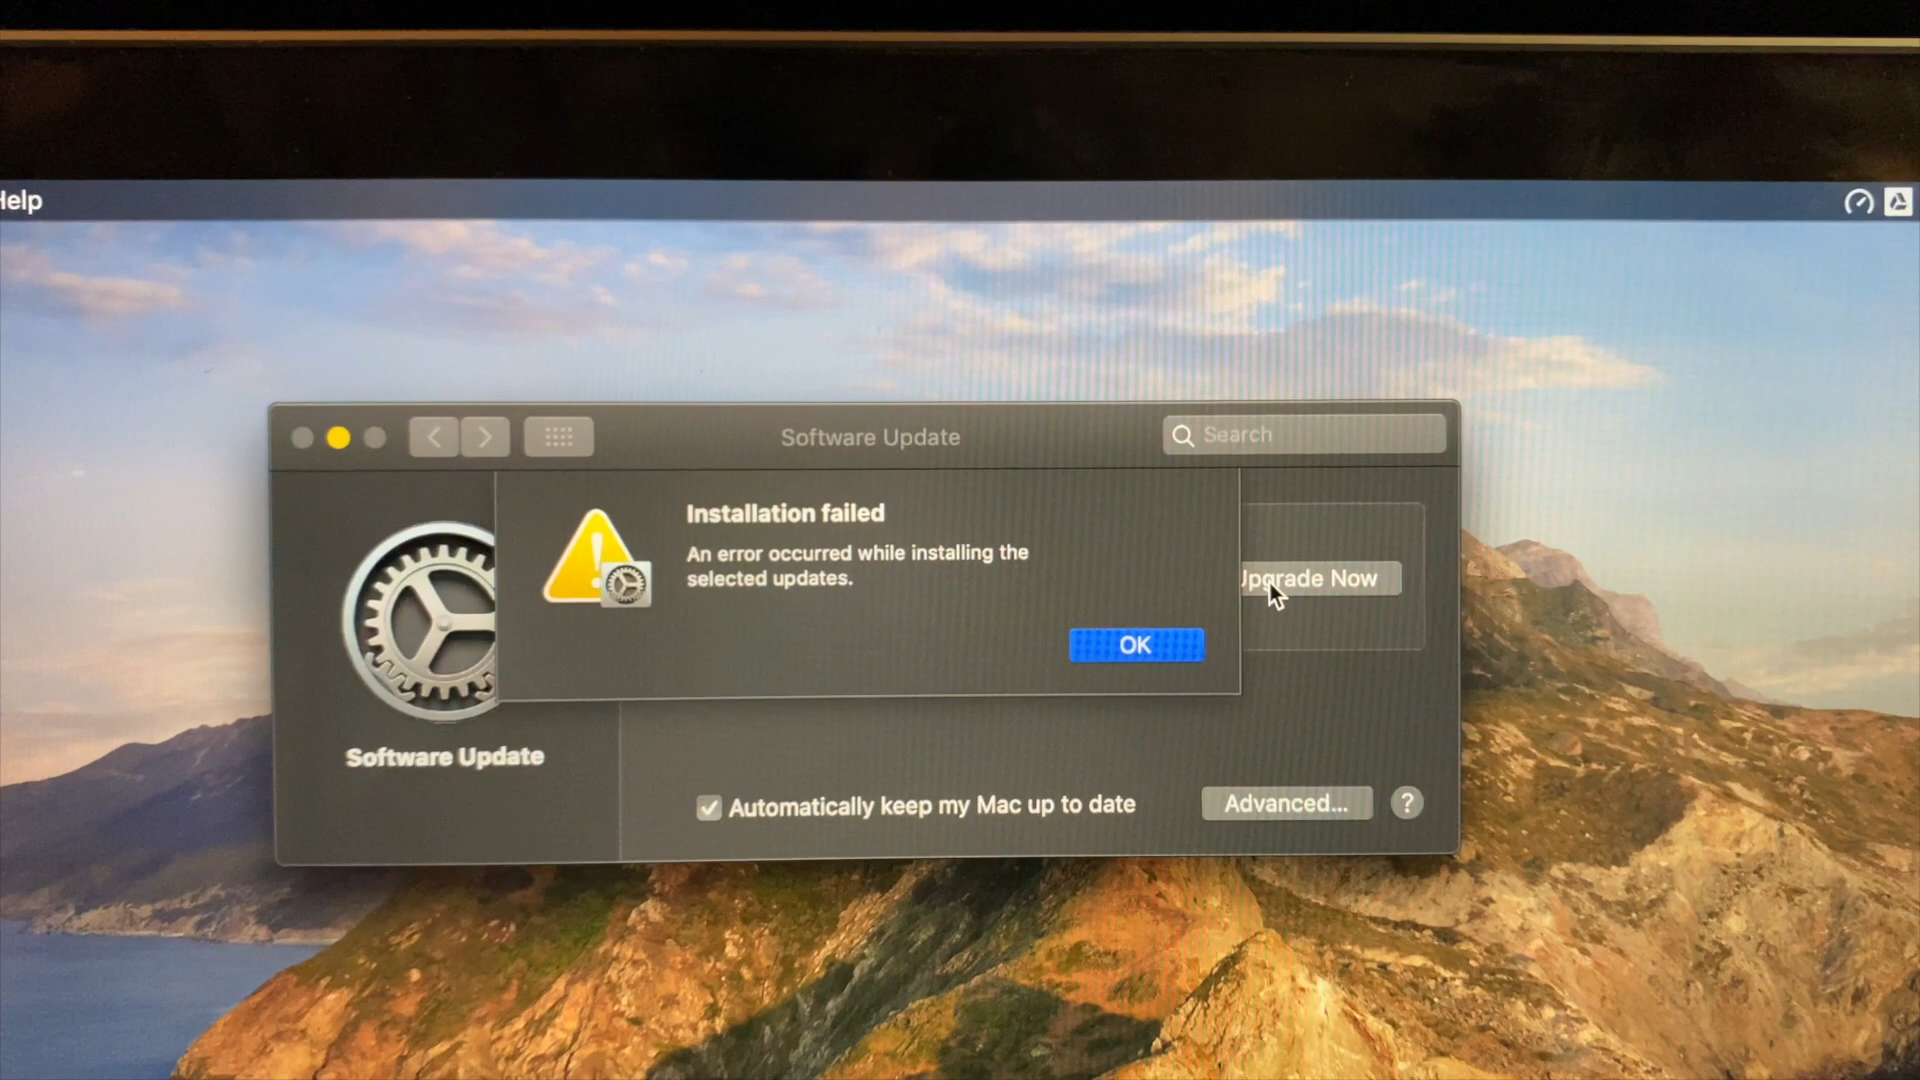 Help
Software Update
Search
Installation failed
An error occurred while installing the
selected updates.
Upgrade Now
OK
Software Update
Automatically keep my Mac up to date
Advanced...
?